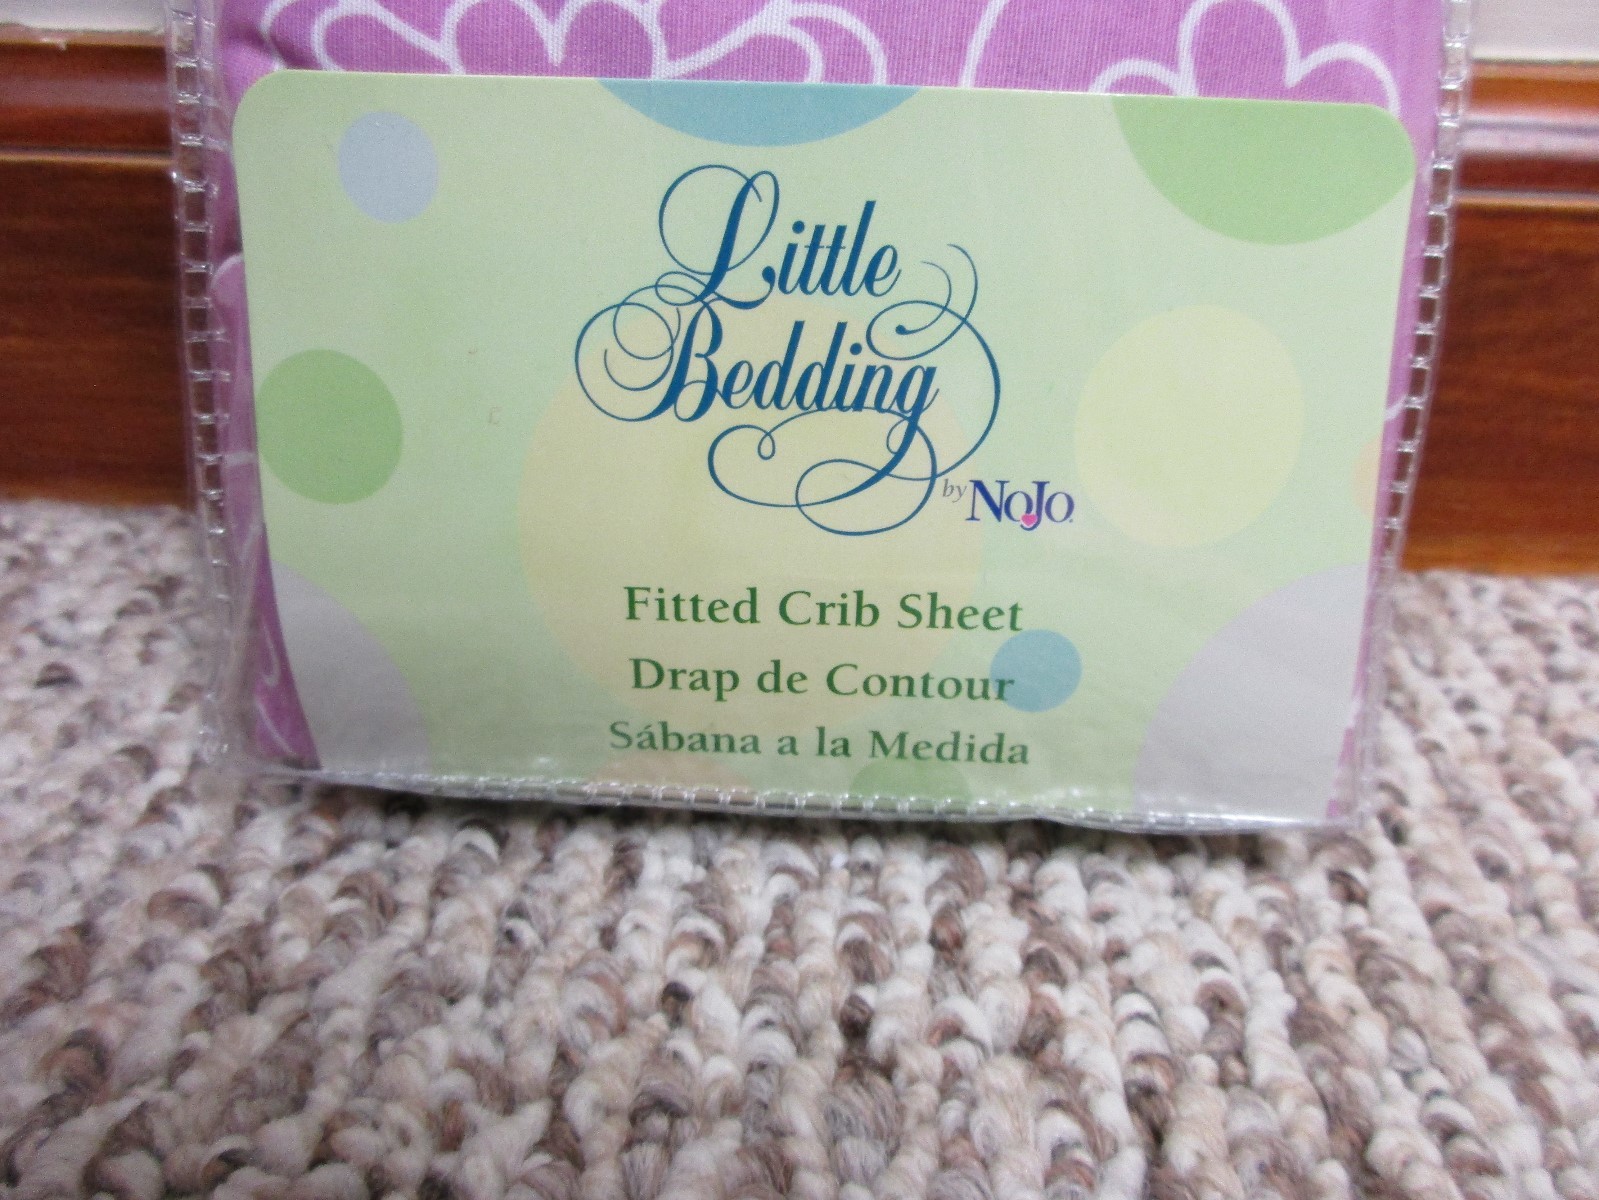 Little
Bedding
by NoJo
Fitted Crib Sheet
Drap de Contour
Sábana a la Medida